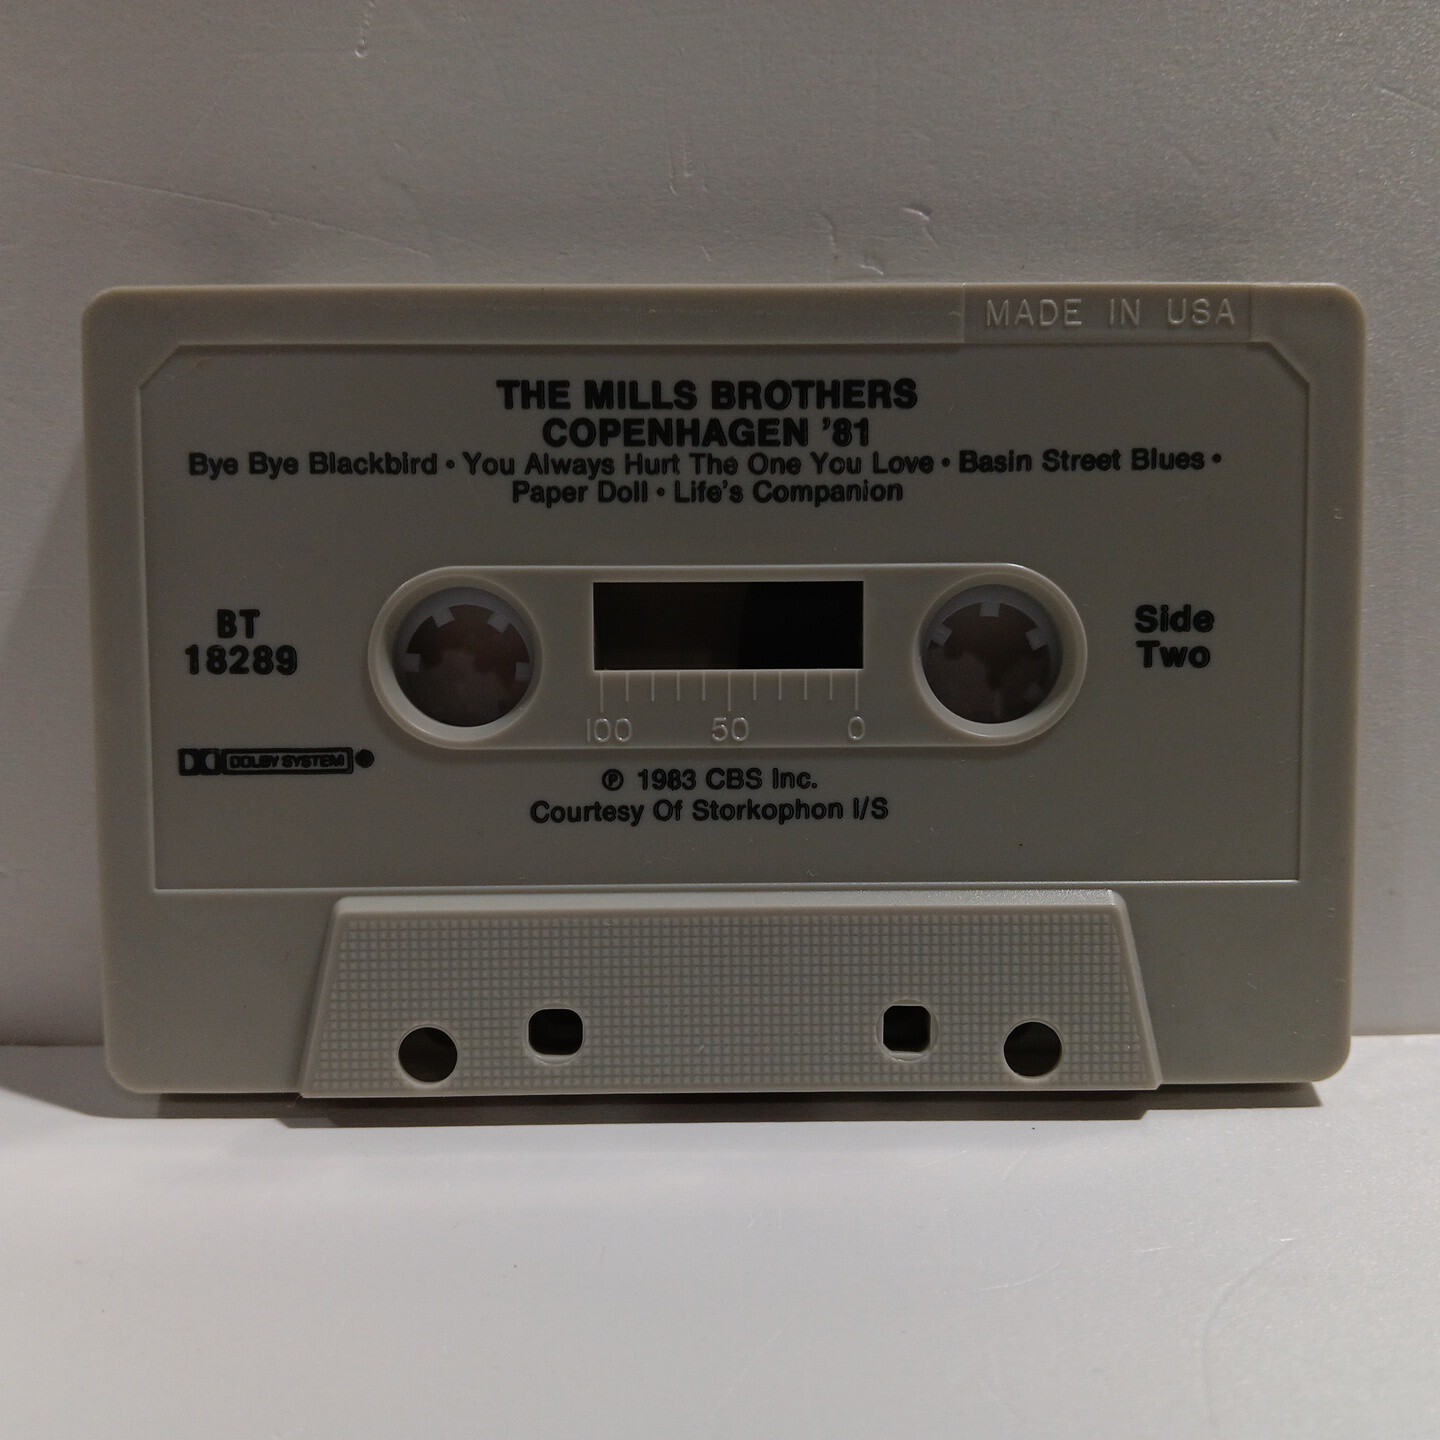 MADE IN USA
THE MILLS BROTHERS
COPENHAGEN '81
Bye Bye Blackbird • You Always Hurt The One You Love • Basin Street Blues •
Paper Doll • Life's Companion
BT
18289
Side
Two
100 50 0
DOLBY SYSTEM
℗ 1983 CBS Inc.
Courtesy Of Storkophon I/S